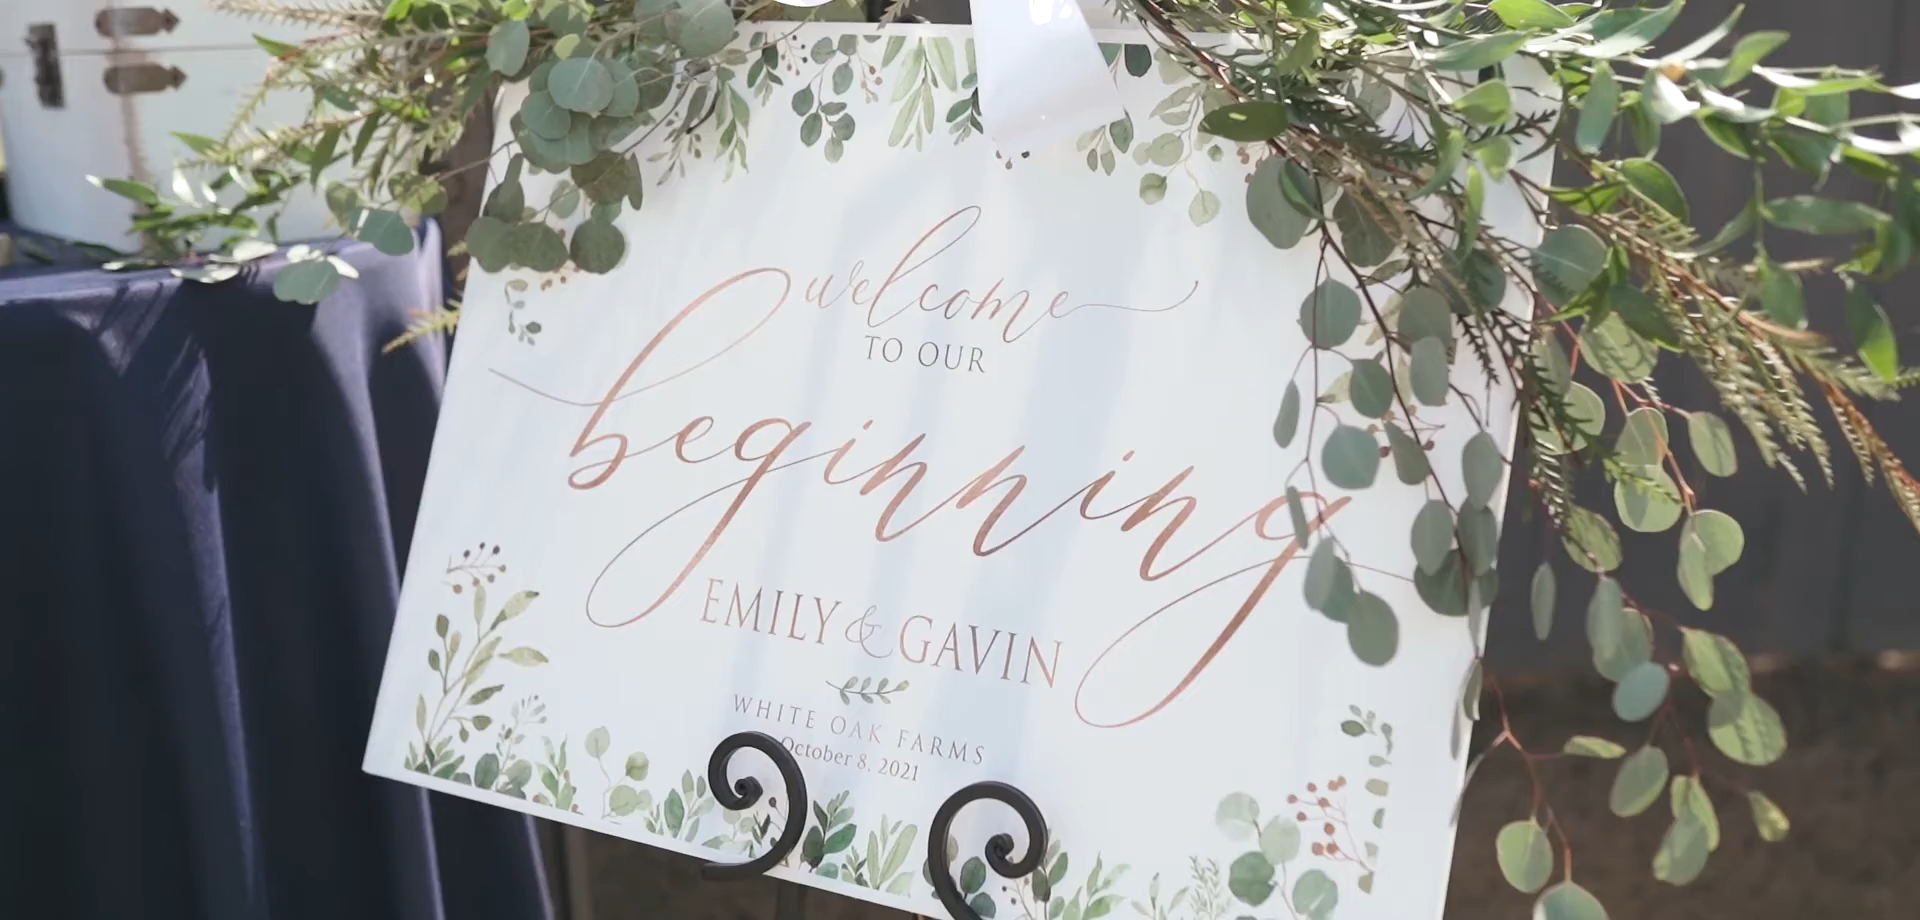 welcome
TO OUR
beginning
EMILY & GAVIN
WHITE OAK FARMS
October 8, 2021